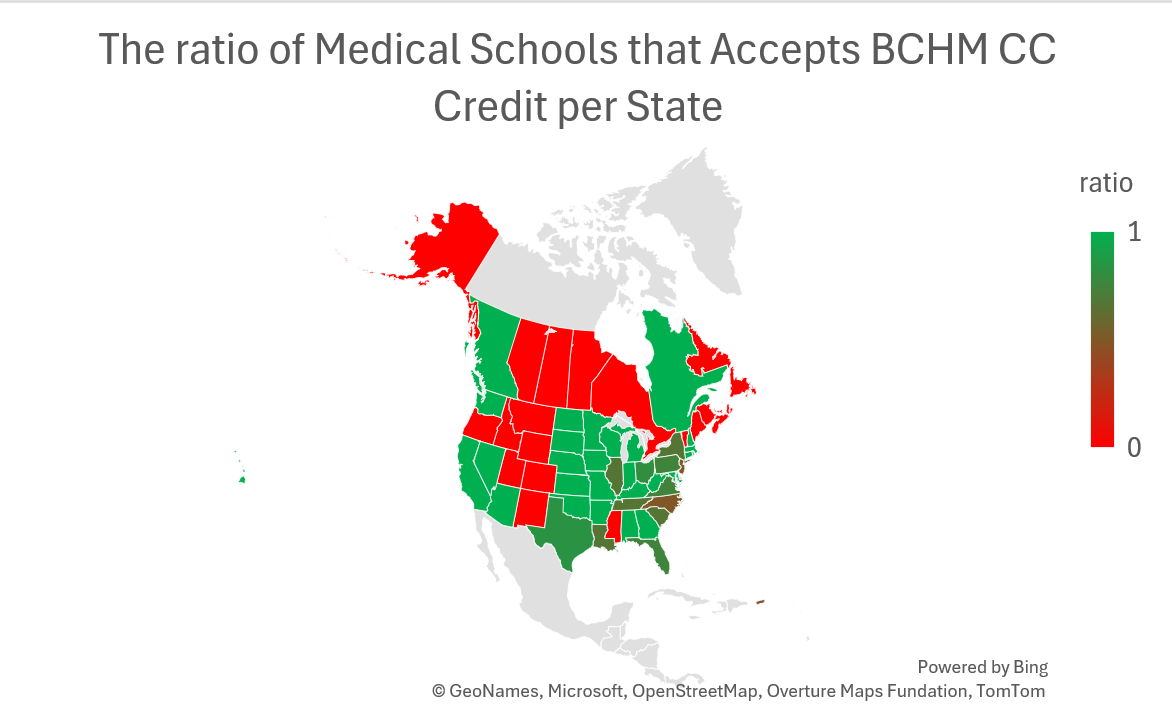 The ratio of Medical Schools that Accepts BCHM CC
Credit per State
ratio
1
0
Powered by Bing
© GeoNames, Microsoft, OpenStreetMap, Overture Maps Fundation, TomTom